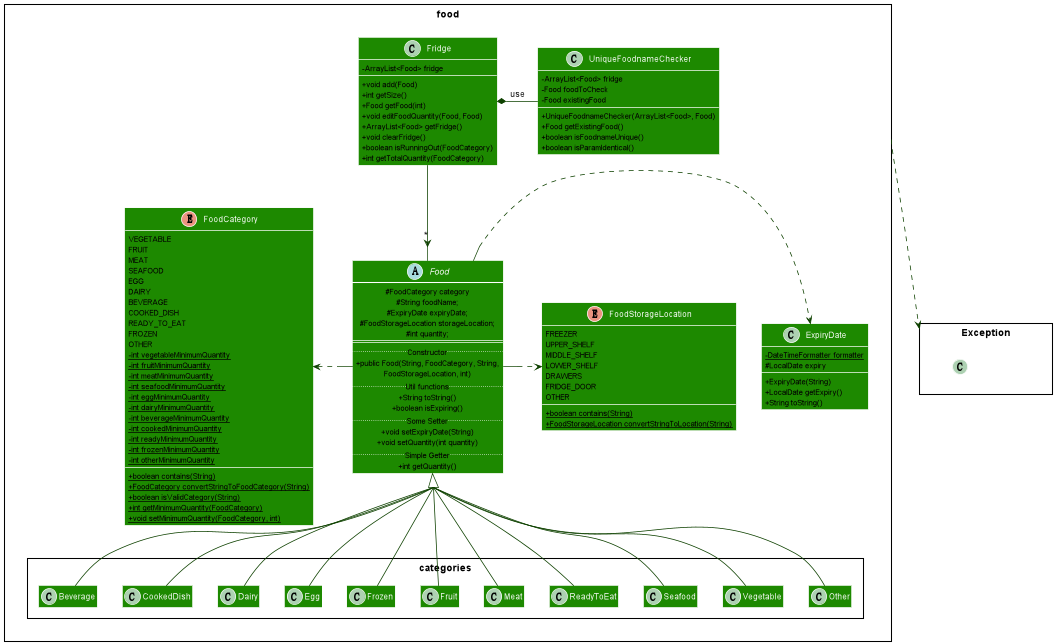 food
C Fridge
-ArrayList<Food> fridge
+void add(Food)
+int getSize()
+Food getFood(int)
+void editFoodQuantity(Food, Food)
+ArrayList<Food> getFridge()
+void clearFridge()
+boolean isRunningOut(FoodCategory)
+int getTotalQuantity(FoodCategory)
use
C UniqueFoodnameChecker
-ArrayList<Food> fridge
-Food foodToCheck
-Food existingFood
+UniqueFoodnameChecker(ArrayList<Food>, Food)
+Food getExistingFood()
+boolean isFoodnameUnique()
+boolean isParamIdentical()
E FoodCategory
VEGETABLE
FRUIT
MEAT
SEAFOOD
EGG
DAIRY
BEVERAGE
COOKED_DISH
READY_TO_EAT
FROZEN
OTHER
-int vegetableMinimumQuantity
-int fruitMinimumQuantity
-int meatMinimumQuantity
-int seafoodMinimumQuantity
-int eggMinimumQuantity
-int dairyMinimumQuantity
-int beverageMinimumQuantity
-int cookedMinimumQuantity
-int readyMinimumQuantity
-int frozenMinimumQuantity
-int otherMinimumQuantity
+boolean contains(String)
+FoodCategory convertStringToFoodCategory(String)
+boolean isValidCategory(String)
+int getMinimumQuantity(FoodCategory)
+void setMinimumQuantity(FoodCategory, int)
*
A Food
#FoodCategory category
#String foodName;
#ExpiryDate expiryDate;
#FoodStorageLocation storageLocation;
#int quantity;
Constructor
+public Food(String, FoodCategory, String,
FoodStorageLocation, int)
Util functions
+String toString()
+boolean isExpiring()
Some Setter
+void setExpiryDate(String)
+void setQuantity(int quantity)
Simple Getter
+int getQuantity()
E FoodStorageLocation
FREEZER
UPPER_SHELF
MIDDLE_SHELF
LOWER_SHELF
DRAWERS
FRIDGE_DOOR
OTHER
+boolean contains(String)
+FoodStorageLocation convertStringToLocation(String)
C ExpiryDate
-DateTimeFormatter formatter
#LocalDate expiry
+ExpiryDate(String)
+LocalDate getExpiry()
+String toString()
Exception
C
categories
C Beverage
C CookedDish
C Dairy
C Egg
C Frozen
C Fruit
C Meat
C ReadyToEat
C Seafood
C Vegetable
C Other